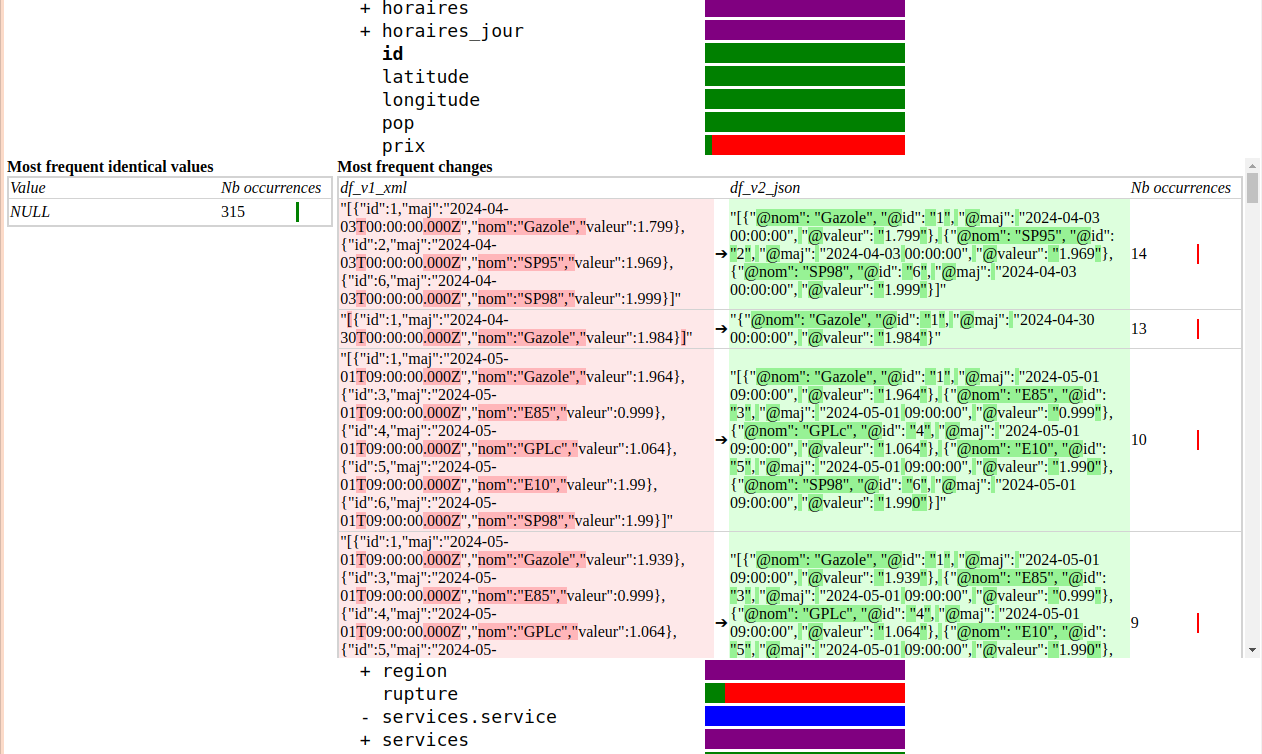 + horaires
+ horaires_jour
id
latitude
longitude
pop
prix
Most frequent identical values
Value Nb occurrences
NULL 315
Most frequent changes
df_v1_xml df_v2_json Nb occurrences
"[{"id":1,"maj":"2024-04-
03T00:00:00.000Z","nom":"Gazole","valeur":1.799},
{"id":2,"maj":"2024-04-
03T00:00:00.000Z","nom":"SP95","valeur":1.969},
{"id":6,"maj":"2024-04-
03T00:00:00.000Z","nom":"SP98","valeur":1.999}]"
➔
"[{"@nom": "Gazole", "@id": "1", "@maj": "2024-04-03
00:00:00", "@valeur": "1.799"}, {"@nom": "SP95", "@id":
"2", "@maj": "2024-04-03 00:00:00", "@valeur": "1.969"},
{"@nom": "SP98", "@id": "6", "@maj": "2024-04-03
00:00:00", "@valeur": "1.999"}]"
14
"[{"id":1,"maj":"2024-04-
30T00:00:00.000Z","nom":"Gazole","valeur":1.984}]"
➔
"{"@nom": "Gazole", "@id": "1", "@maj": "2024-04-30
00:00:00", "@valeur": "1.984"}"
13
"[{"id":1,"maj":"2024-05-
01T09:00:00.000Z","nom":"Gazole","valeur":1.964},
{"id":3,"maj":"2024-05-
01T09:00:00.000Z","nom":"E85","valeur":0.999},
{"id":4,"maj":"2024-05-
01T09:00:00.000Z","nom":"GPLc","valeur":1.064},
{"id":5,"maj":"2024-05-
01T09:00:00.000Z","nom":"E10","valeur":1.99},
{"id":6,"maj":"2024-05-
01T09:00:00.000Z","nom":"SP98","valeur":1.99}]"
➔
"[{"@nom": "Gazole", "@id": "1", "@maj": "2024-05-01
09:00:00", "@valeur": "1.964"}, {"@nom": "E85", "@id":
"3", "@maj": "2024-05-01 09:00:00", "@valeur": "0.999"},
{"@nom": "GPLc", "@id": "4", "@maj": "2024-05-01
09:00:00", "@valeur": "1.064"}, {"@nom": "E10", "@id":
"5", "@maj": "2024-05-01 09:00:00", "@valeur": "1.990"},
{"@nom": "SP98", "@id": "6", "@maj": "2024-05-01
09:00:00", "@valeur": "1.990"}]"
10
"[{"id":1,"maj":"2024-05-
01T09:00:00.000Z","nom":"Gazole","valeur":1.939},
{"id":3,"maj":"2024-05-
01T09:00:00.000Z","nom":"E85","valeur":0.999},
{"id":4,"maj":"2024-05-
01T09:00:00.000Z","nom":"GPLc","valeur":1.064},
{"id":5,"maj":"2024-05-
➔
"[{"@nom": "Gazole", "@id": "1", "@maj": "2024-05-01
09:00:00", "@valeur": "1.939"}, {"@nom": "E85", "@id":
"3", "@maj": "2024-05-01 09:00:00", "@valeur": "0.999"},
{"@nom": "GPLc", "@id": "4", "@maj": "2024-05-01
09:00:00", "@valeur": "1.064"}, {"@nom": "E10", "@id":
"5", "@maj": "2024-05-01 09:00:00", "@valeur": "1.990"},
9
+ region
rupture
- services.service
+ services